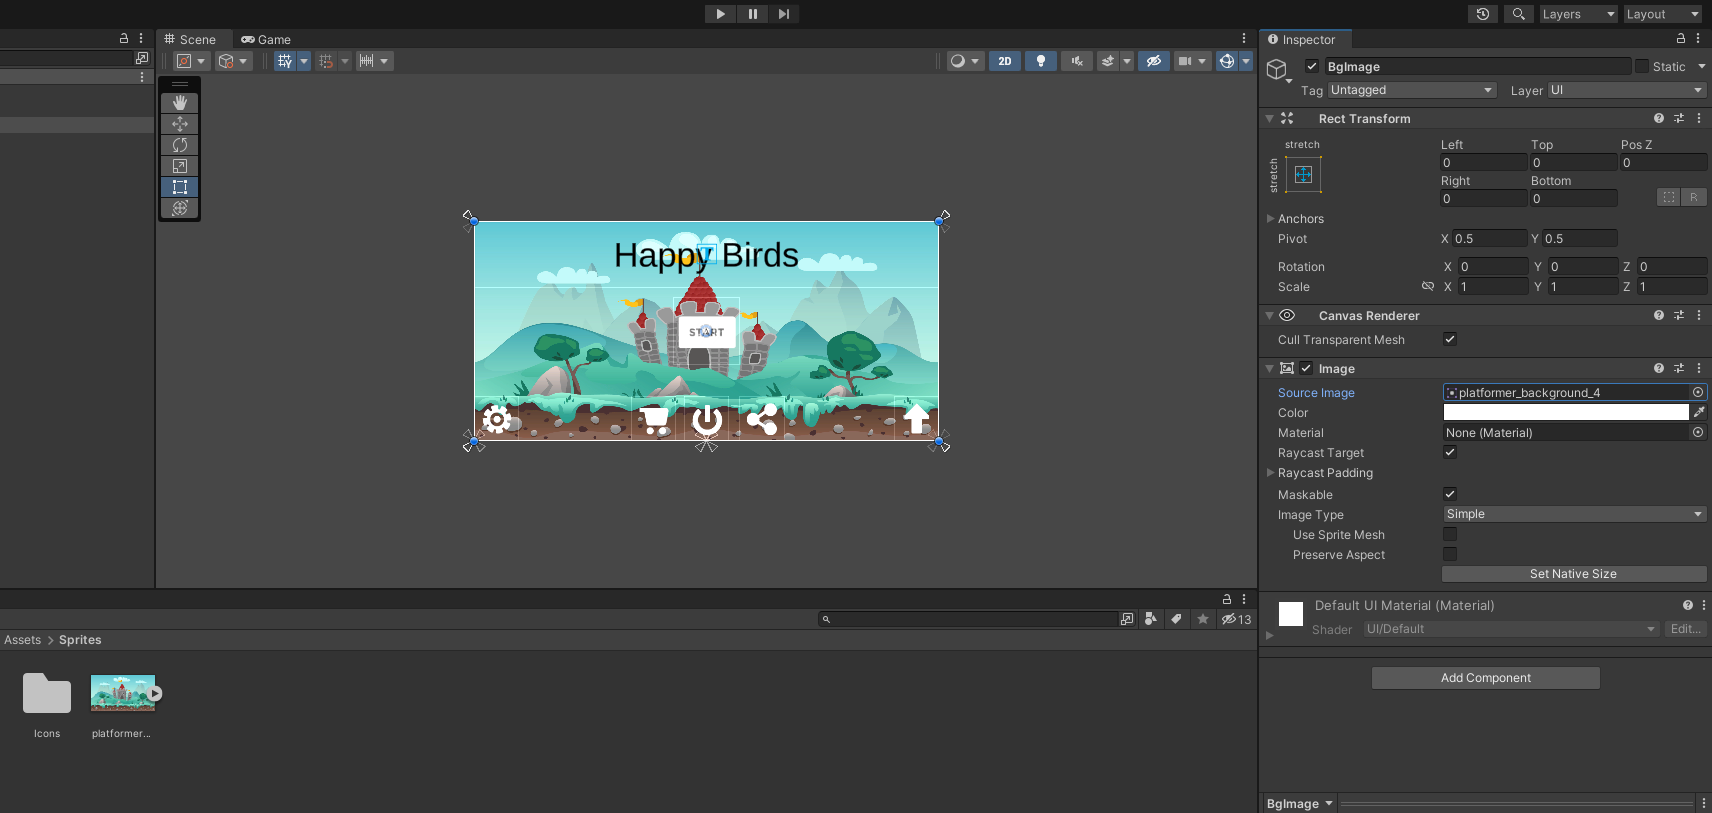 Layers
Layout
Scene
Game
Inspector
2D
BgImage
Static
Tag
Untagged
Layer
UI
Rect Transform
stretch
stretch
Left
Top
Pos Z
0
0
0
Right
Bottom
0
0
R
Anchors
Pivot
X 0.5
Y 0.5
Rotation
X 0
Y 0
Z 0
Scale
X 1
Y 1
Z 1
Canvas Renderer
Cull Transparent Mesh
Image
Source Image
platformer_background_4
Color
Material
None (Material)
Raycast Target
Raycast Padding
Maskable
Image Type
Simple
Use Sprite Mesh
Preserve Aspect
Set Native Size
Default UI Material (Material)
Shader
UI/Default
Edit...
Add Component
BgImage
Happy Birds
START
13
Assets > Sprites
Icons
platformer...